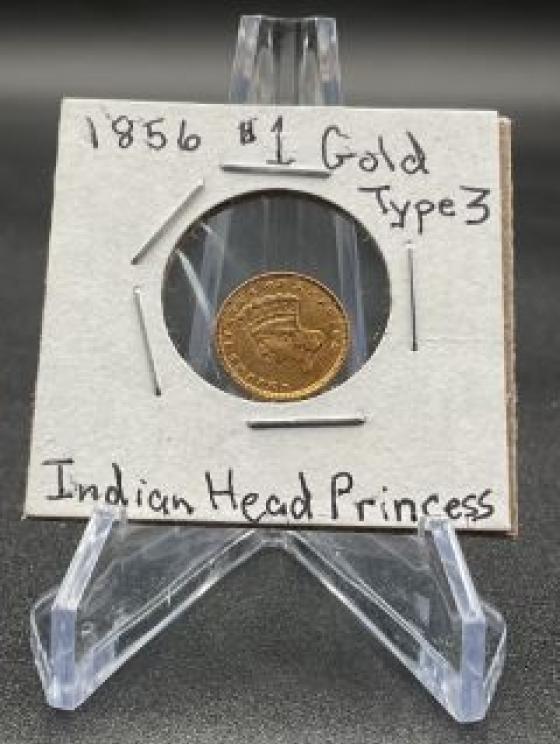 1856 $1 Gold
Type 3
Indian Head Princess